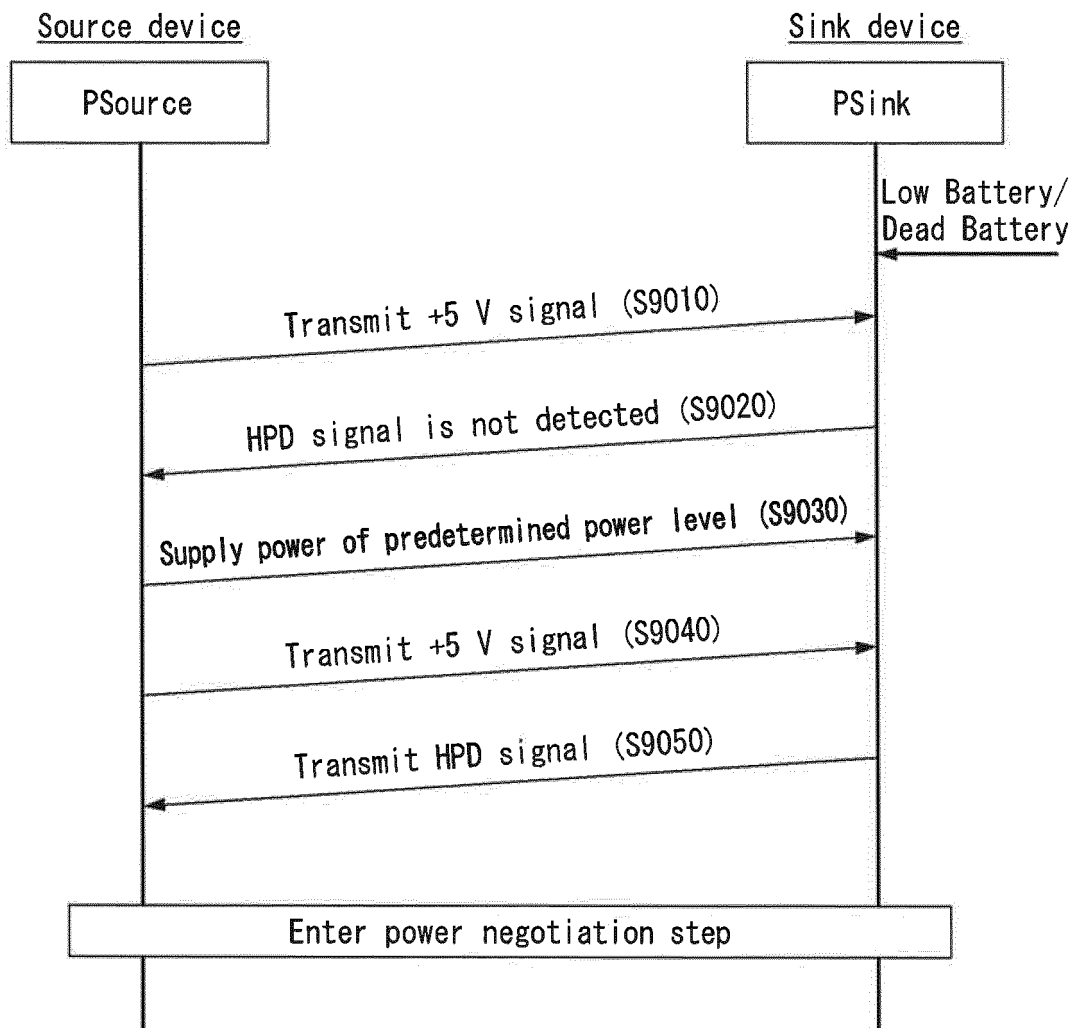 Source device
Sink device
PSource
PSink
Low Battery/
Dead Battery
Transmit +5 V signal (S9010)
HPD signal is not detected (S9020)
Supply power of predetermined power level (S9030)
Transmit +5 V signal (S9040)
Transmit HPD signal (S9050)
Enter power negotiation step